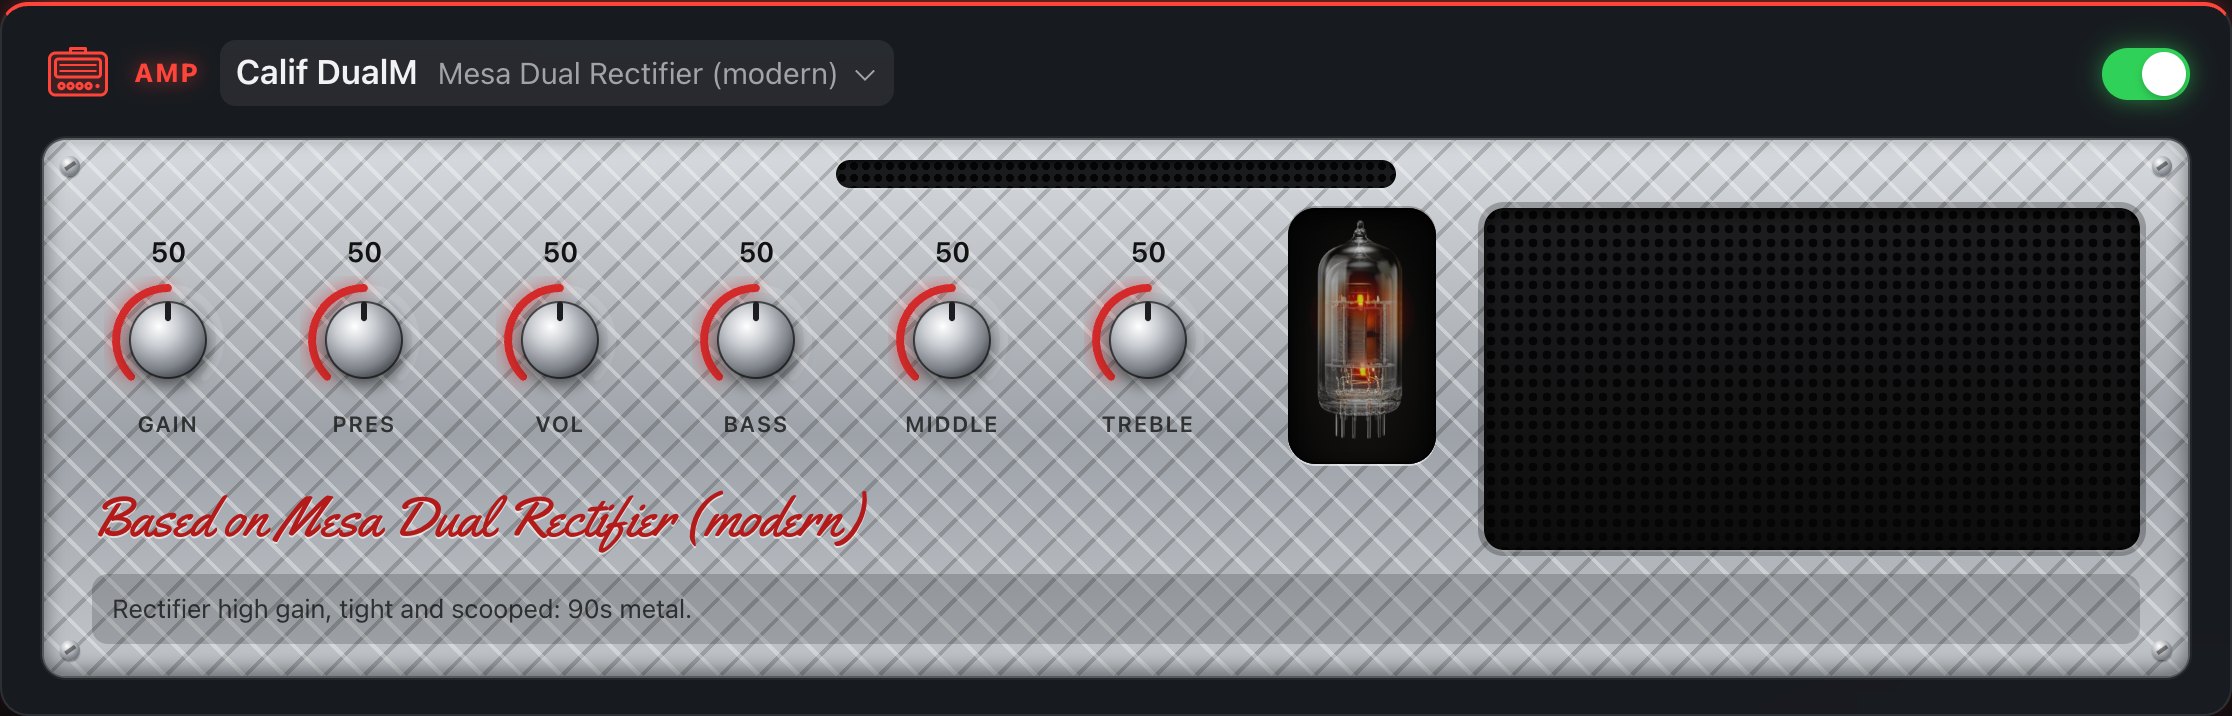 AMP Calif DualM Mesa Dual Rectifier (modern)
50 50 50 50 50 50
GAIN PRES VOL BASS MIDDLE TREBLE
Based on Mesa Dual Rectifier (modern)
Rectifier high gain, tight and scooped: 90s metal.